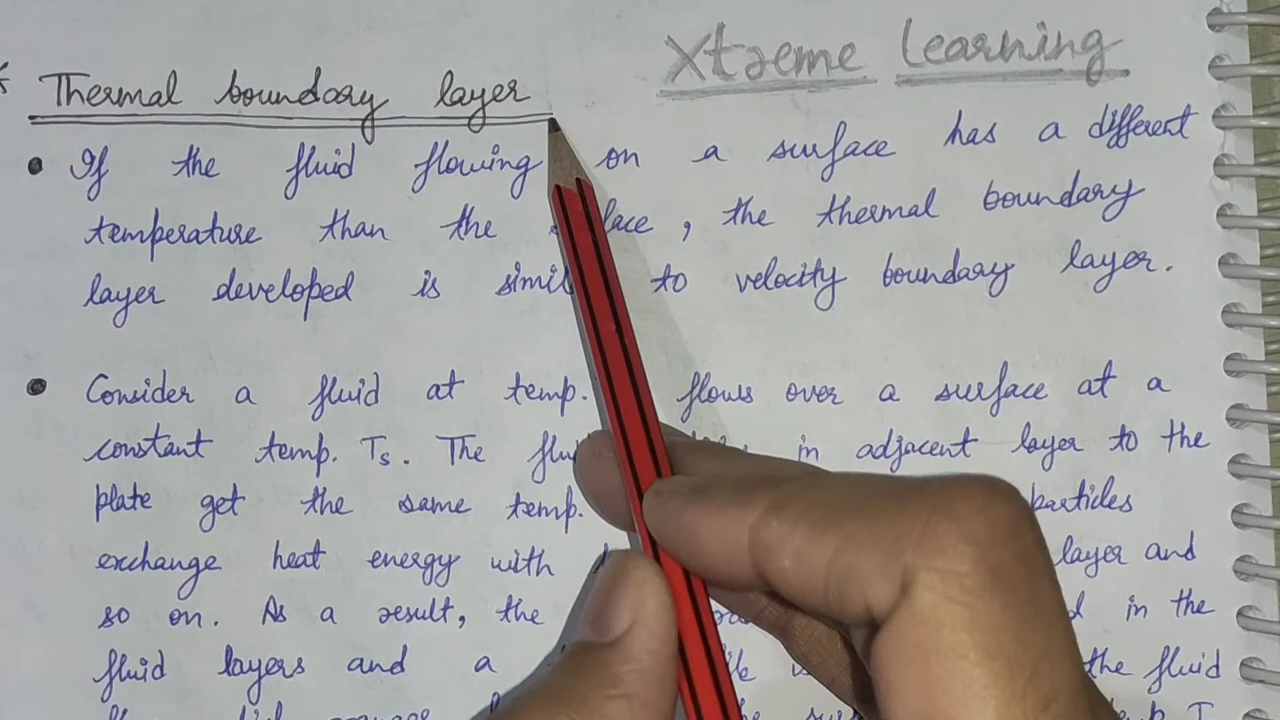 Xtreme Learning
Thermal boundary layer
• If the fluid flowing on a surface has a different
temperature than the , the thermal boundary
layer developed is to velocity boundary layer.
• Consider a fluid at temp. flows over a surface at a
constant temp. Ts. The in adjacent layer to the
plate get the same temp. particles
exchange heat energy with layer and
so on. As a result, the in the
fluid layers and a the fluid